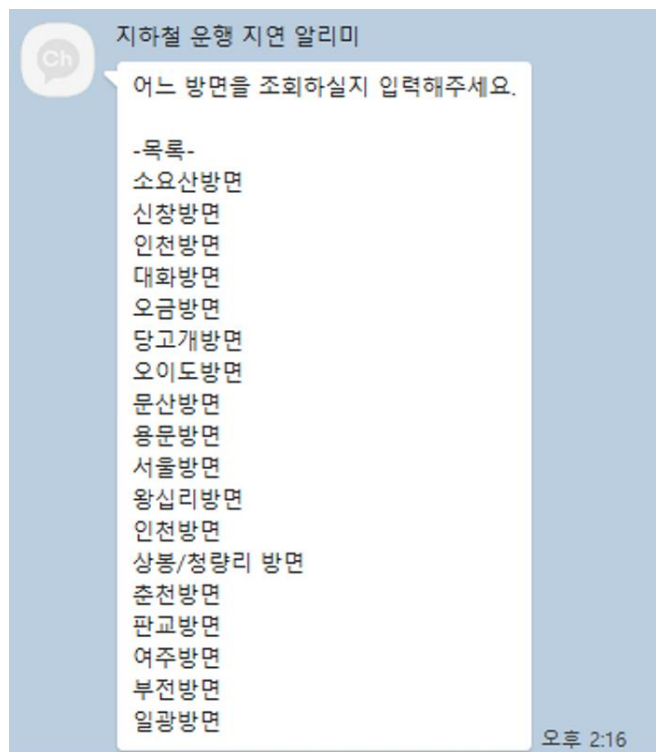 지하철 운행 지연 알리미
Ch
어느 방면을 조회하실지 입력해주세요.
-목록-
소요산방면
신창방면
인천방면
대화방면
오금방면
당고개방면
오이도방면
문산방면
용문방면
서울방면
왕십리방면
인천방면
상봉/청량리 방면
춘천방면
판교방면
여주방면
부전방면
일광방면
오후 2:16